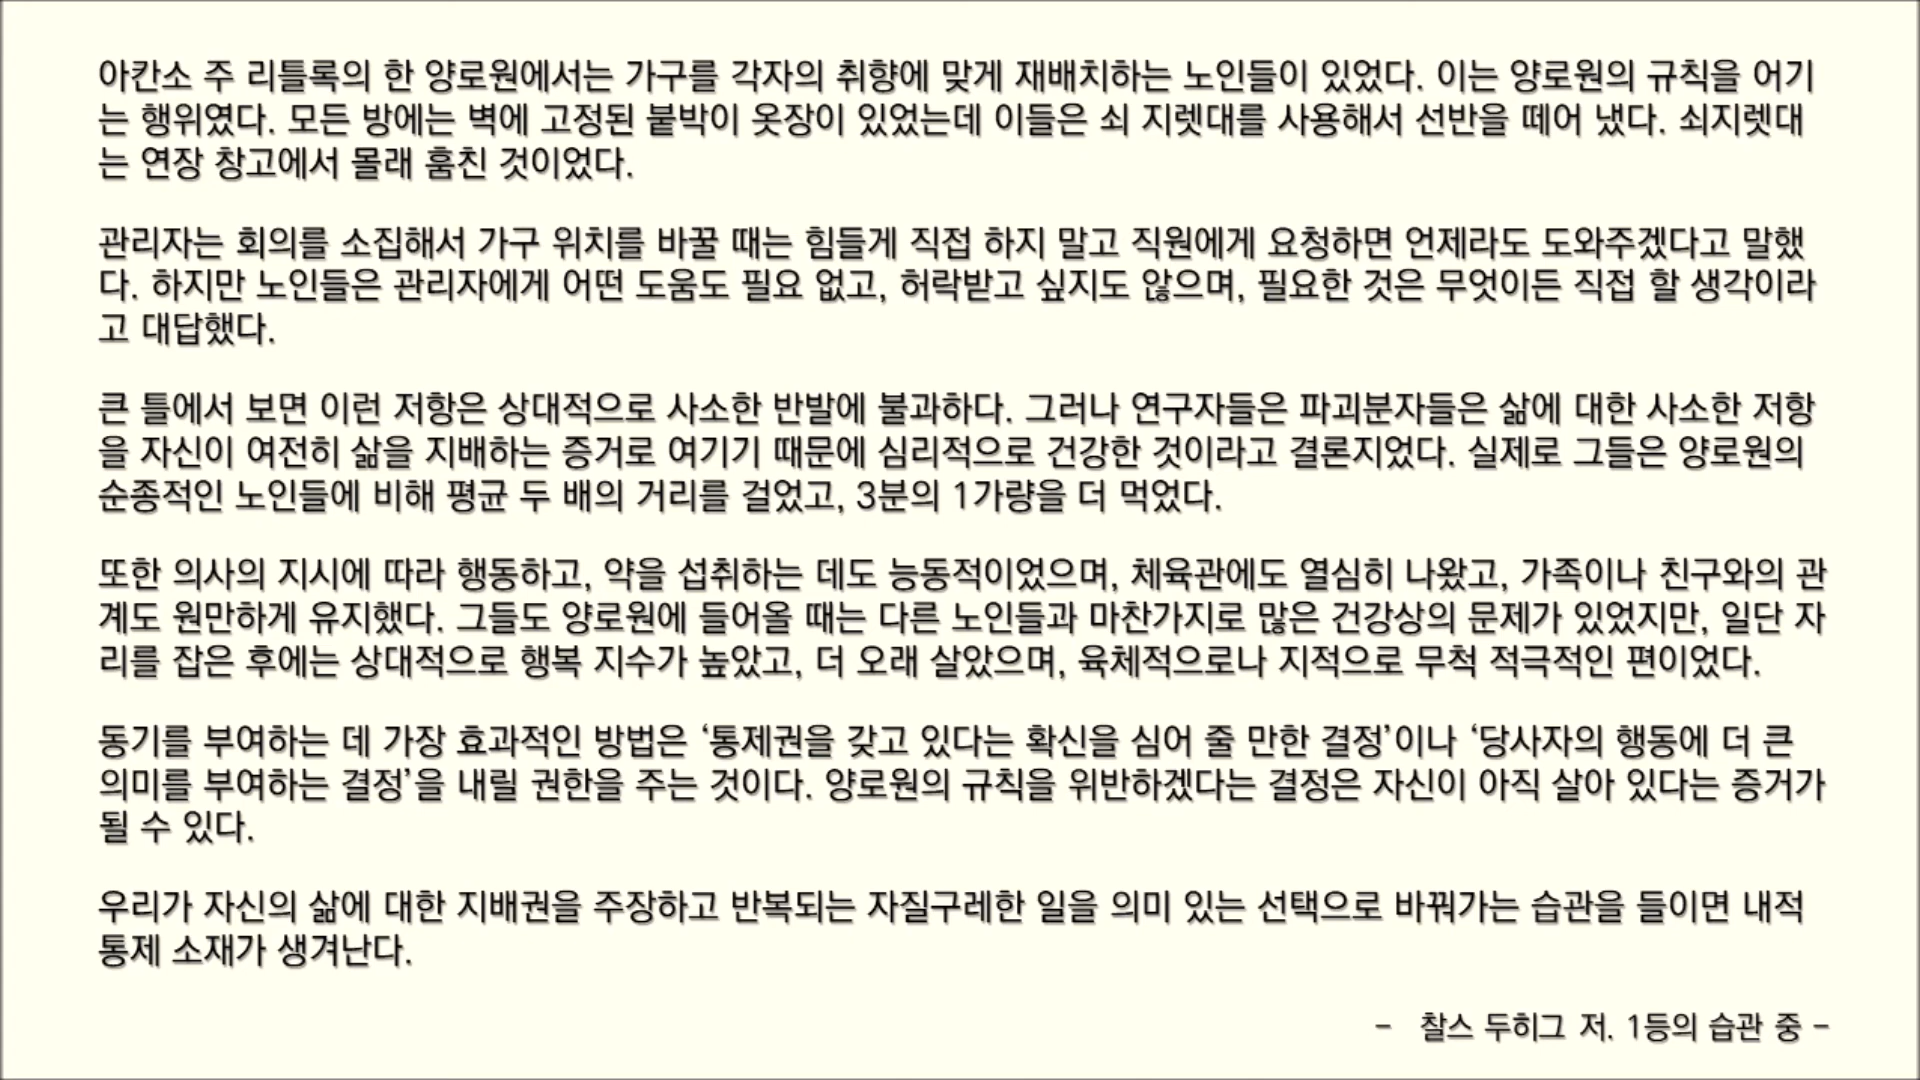 아칸소 주 리틀록의 한 양로원에서는 가구를 각자의 취향에 맞게 재배치하는 노인들이 있었다. 이는 양로원의 규칙을 어기
는 행위였다. 모든 방에는 벽에 고정된 붙박이 옷장이 있었는데 이들은 쇠 지렛대를 사용해서 선반을 떼어 냈다. 쇠지렛대
는 연장 창고에서 몰래 훔친 것이었다.
관리자는 회의를 소집해서 가구 위치를 바꿀 때는 힘들게 직접 하지 말고 직원에게 요청하면 언제라도 도와주겠다고 말했
다. 하지만 노인들은 관리자에게 어떤 도움도 필요 없고, 허락받고 싶지도 않으며, 필요한 것은 무엇이든 직접 할 생각이라
고 대답했다.
큰 틀에서 보면 이런 저항은 상대적으로 사소한 반발에 불과하다. 그러나 연구자들은 파괴분자들은 삶에 대한 사소한 저항
을 자신이 여전히 삶을 지배하는 증거로 여기기 때문에 심리적으로 건강한 것이라고 결론지었다. 실제로 그들은 양로원의
순종적인 노인들에 비해 평균 두 배의 거리를 걸었고, 3분의 1가량을 더 먹었다.
또한 의사의 지시에 따라 행동하고, 약을 섭취하는 데도 능동적이었으며, 체육관에도 열심히 나왔고, 가족이나 친구와의 관
계도 원만하게 유지했다. 그들도 양로원에 들어올 때는 다른 노인들과 마찬가지로 많은 건강상의 문제가 있었지만, 일단 자
리를 잡은 후에는 상대적으로 행복 지수가 높았고, 더 오래 살았으며, 육체적으로나 지적으로 무척 적극적인 편이었다.
동기를 부여하는 데 가장 효과적인 방법은 ‘통제권을 갖고 있다는 확신을 심어 줄 만한 결정’이나 ‘당사자의 행동에 더 큰
의미를 부여하는 결정’을 내릴 권한을 주는 것이다. 양로원의 규칙을 위반하겠다는 결정은 자신이 아직 살아 있다는 증거가
될 수 있다.
우리가 자신의 삶에 대한 지배권을 주장하고 반복되는 자질구레한 일을 의미 있는 선택으로 바꿔가는 습관을 들이면 내적
통제 소재가 생겨난다.
- 찰스 두히그 저. 1등의 습관 중 -